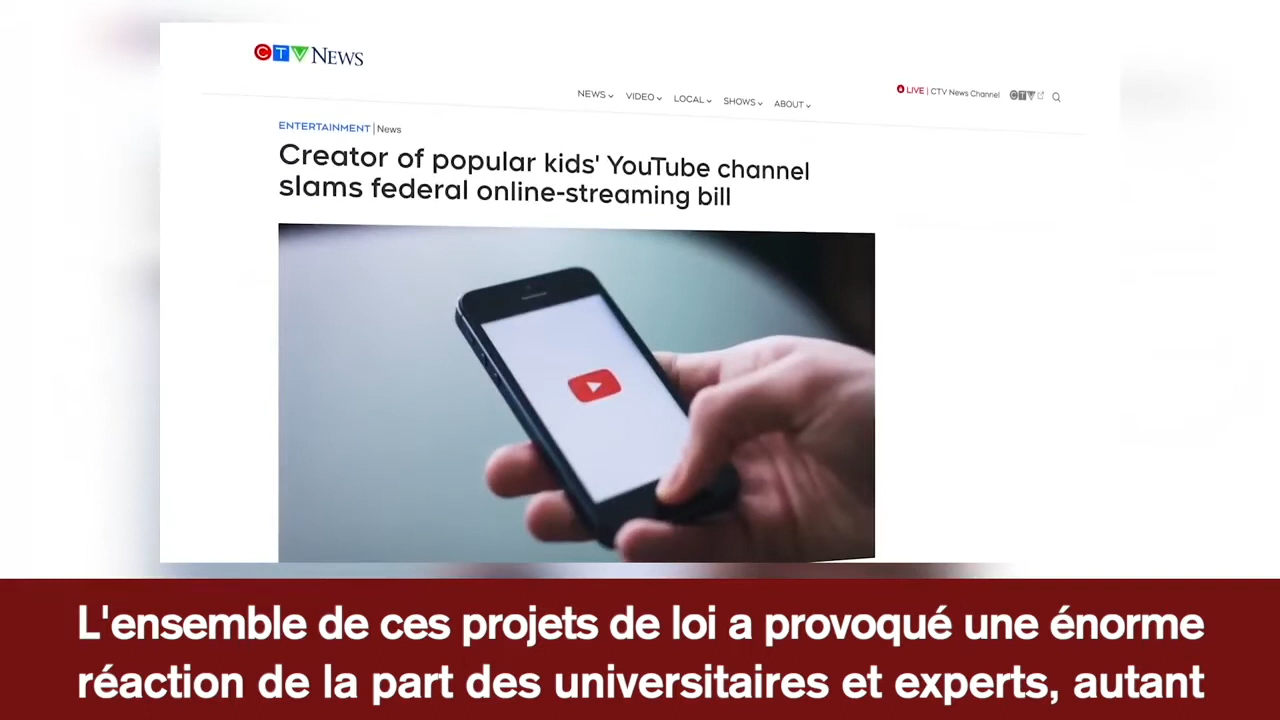 CTV NEWS
NEWS VIDEO LOCAL SHOWS ABOUT
LIVE | CTV News Channel CTV
ENTERTAINMENT | News
Creator of popular kids' YouTube channel
slams federal online-streaming bill
L'ensemble de ces projets de loi a provoqué une énorme
réaction de la part des universitaires et experts, autant